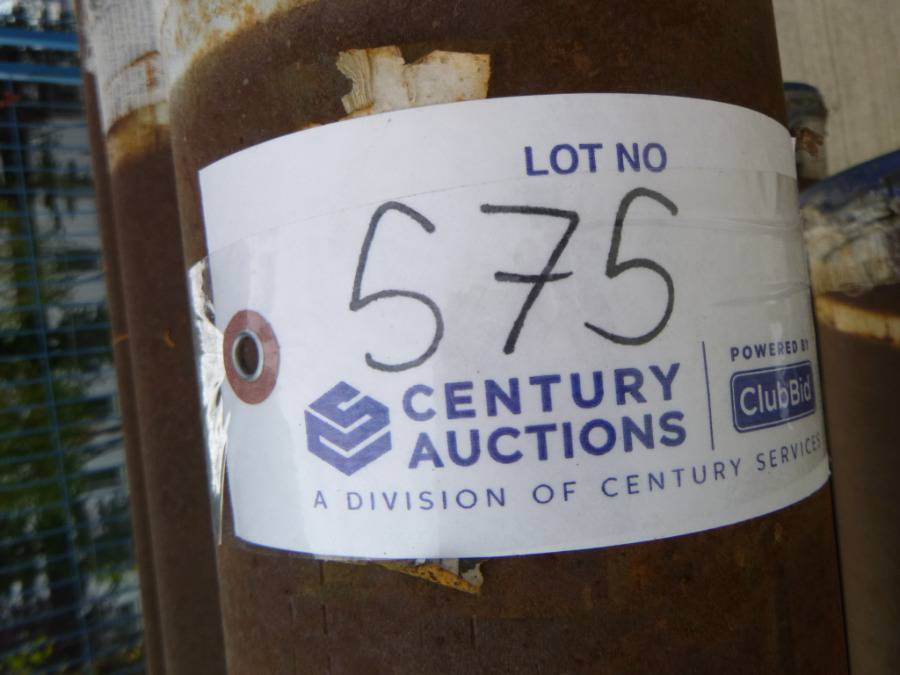 LOT NO
575
CENTURY
AUCTIONS
POWERED BY
ClubBid
A DIVISION OF CENTURY SERVICES